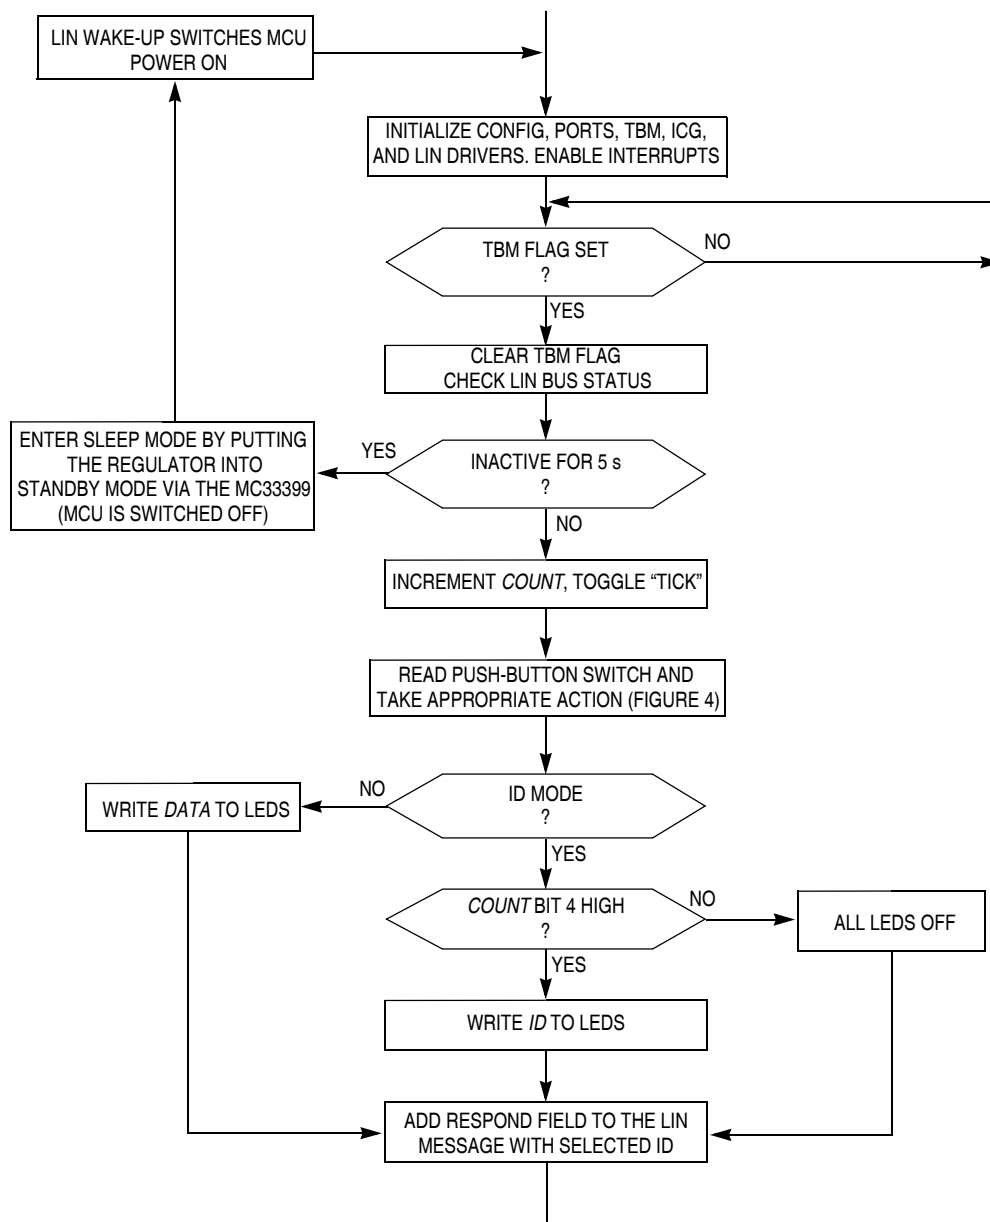 LIN WAKE-UP SWITCHES MCU
POWER ON
INITIALIZE CONFIG, PORTS, TBM, ICG,
AND LIN DRIVERS. ENABLE INTERRUPTS
TBM FLAG SET
?
NO
YES
CLEAR TBM FLAG
CHECK LIN BUS STATUS
ENTER SLEEP MODE BY PUTTING
THE REGULATOR INTO
STANDBY MODE VIA THE MC33399
(MCU IS SWITCHED OFF)
YES
INACTIVE FOR 5 s
?
NO
INCREMENT COUNT, TOGGLE “TICK”
READ PUSH-BUTTON SWITCH AND
TAKE APPROPRIATE ACTION (FIGURE 4)
WRITE DATA TO LEDS
NO
ID MODE
?
YES
COUNT BIT 4 HIGH
?
NO
ALL LEDS OFF
YES
WRITE ID TO LEDS
ADD RESPOND FIELD TO THE LIN
MESSAGE WITH SELECTED ID